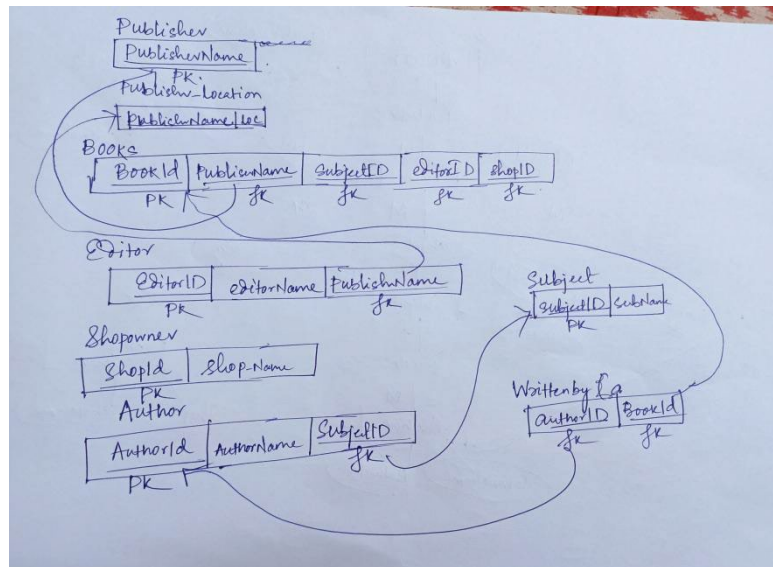 Publisher
PublisherName
PK.
Publisher_Location
PublisherName Loc
Books
BookId PublisherName SubjectID editorID ShopID
PK fk fk fk fk
Editor
EditorID editorName PublishName
PK fk
Subject
SubjectID SubName
PK
Shopowner
ShopId Shop-Name
PK
Author
AuthorId AuthorName SubjectID
PK fk
Writtenby
authorID BookId
fk fk